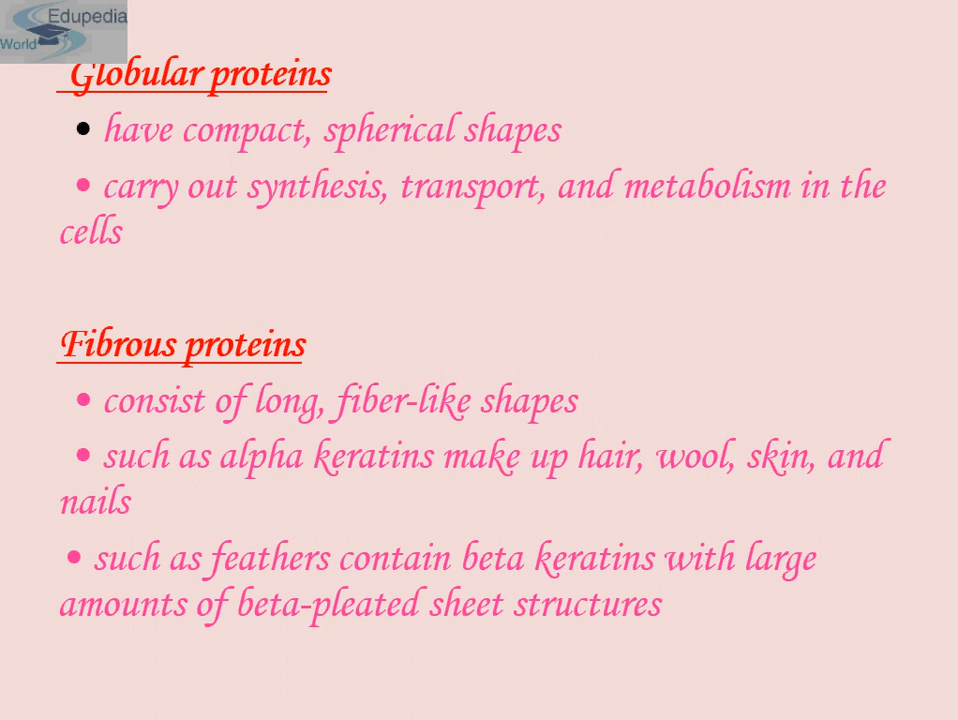 Edupedia
World
Globular proteins
• have compact, spherical shapes
• carry out synthesis, transport, and metabolism in the
cells
Fibrous proteins
• consist of long, fiber-like shapes
• such as alpha keratins make up hair, wool, skin, and
nails
• such as feathers contain beta keratins with large
amounts of beta-pleated sheet structures